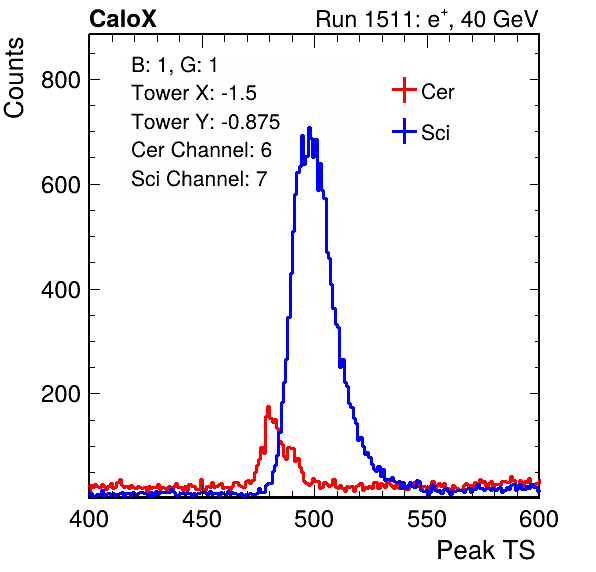 CaloX Run 1511: e⁺, 40 GeV
Counts
B: 1, G: 1
Tower X: -1.5
Tower Y: -0.875
Cer Channel: 6
Sci Channel: 7
Cer
Sci
800
600
400
200
400 450 500 550 600
Peak TS